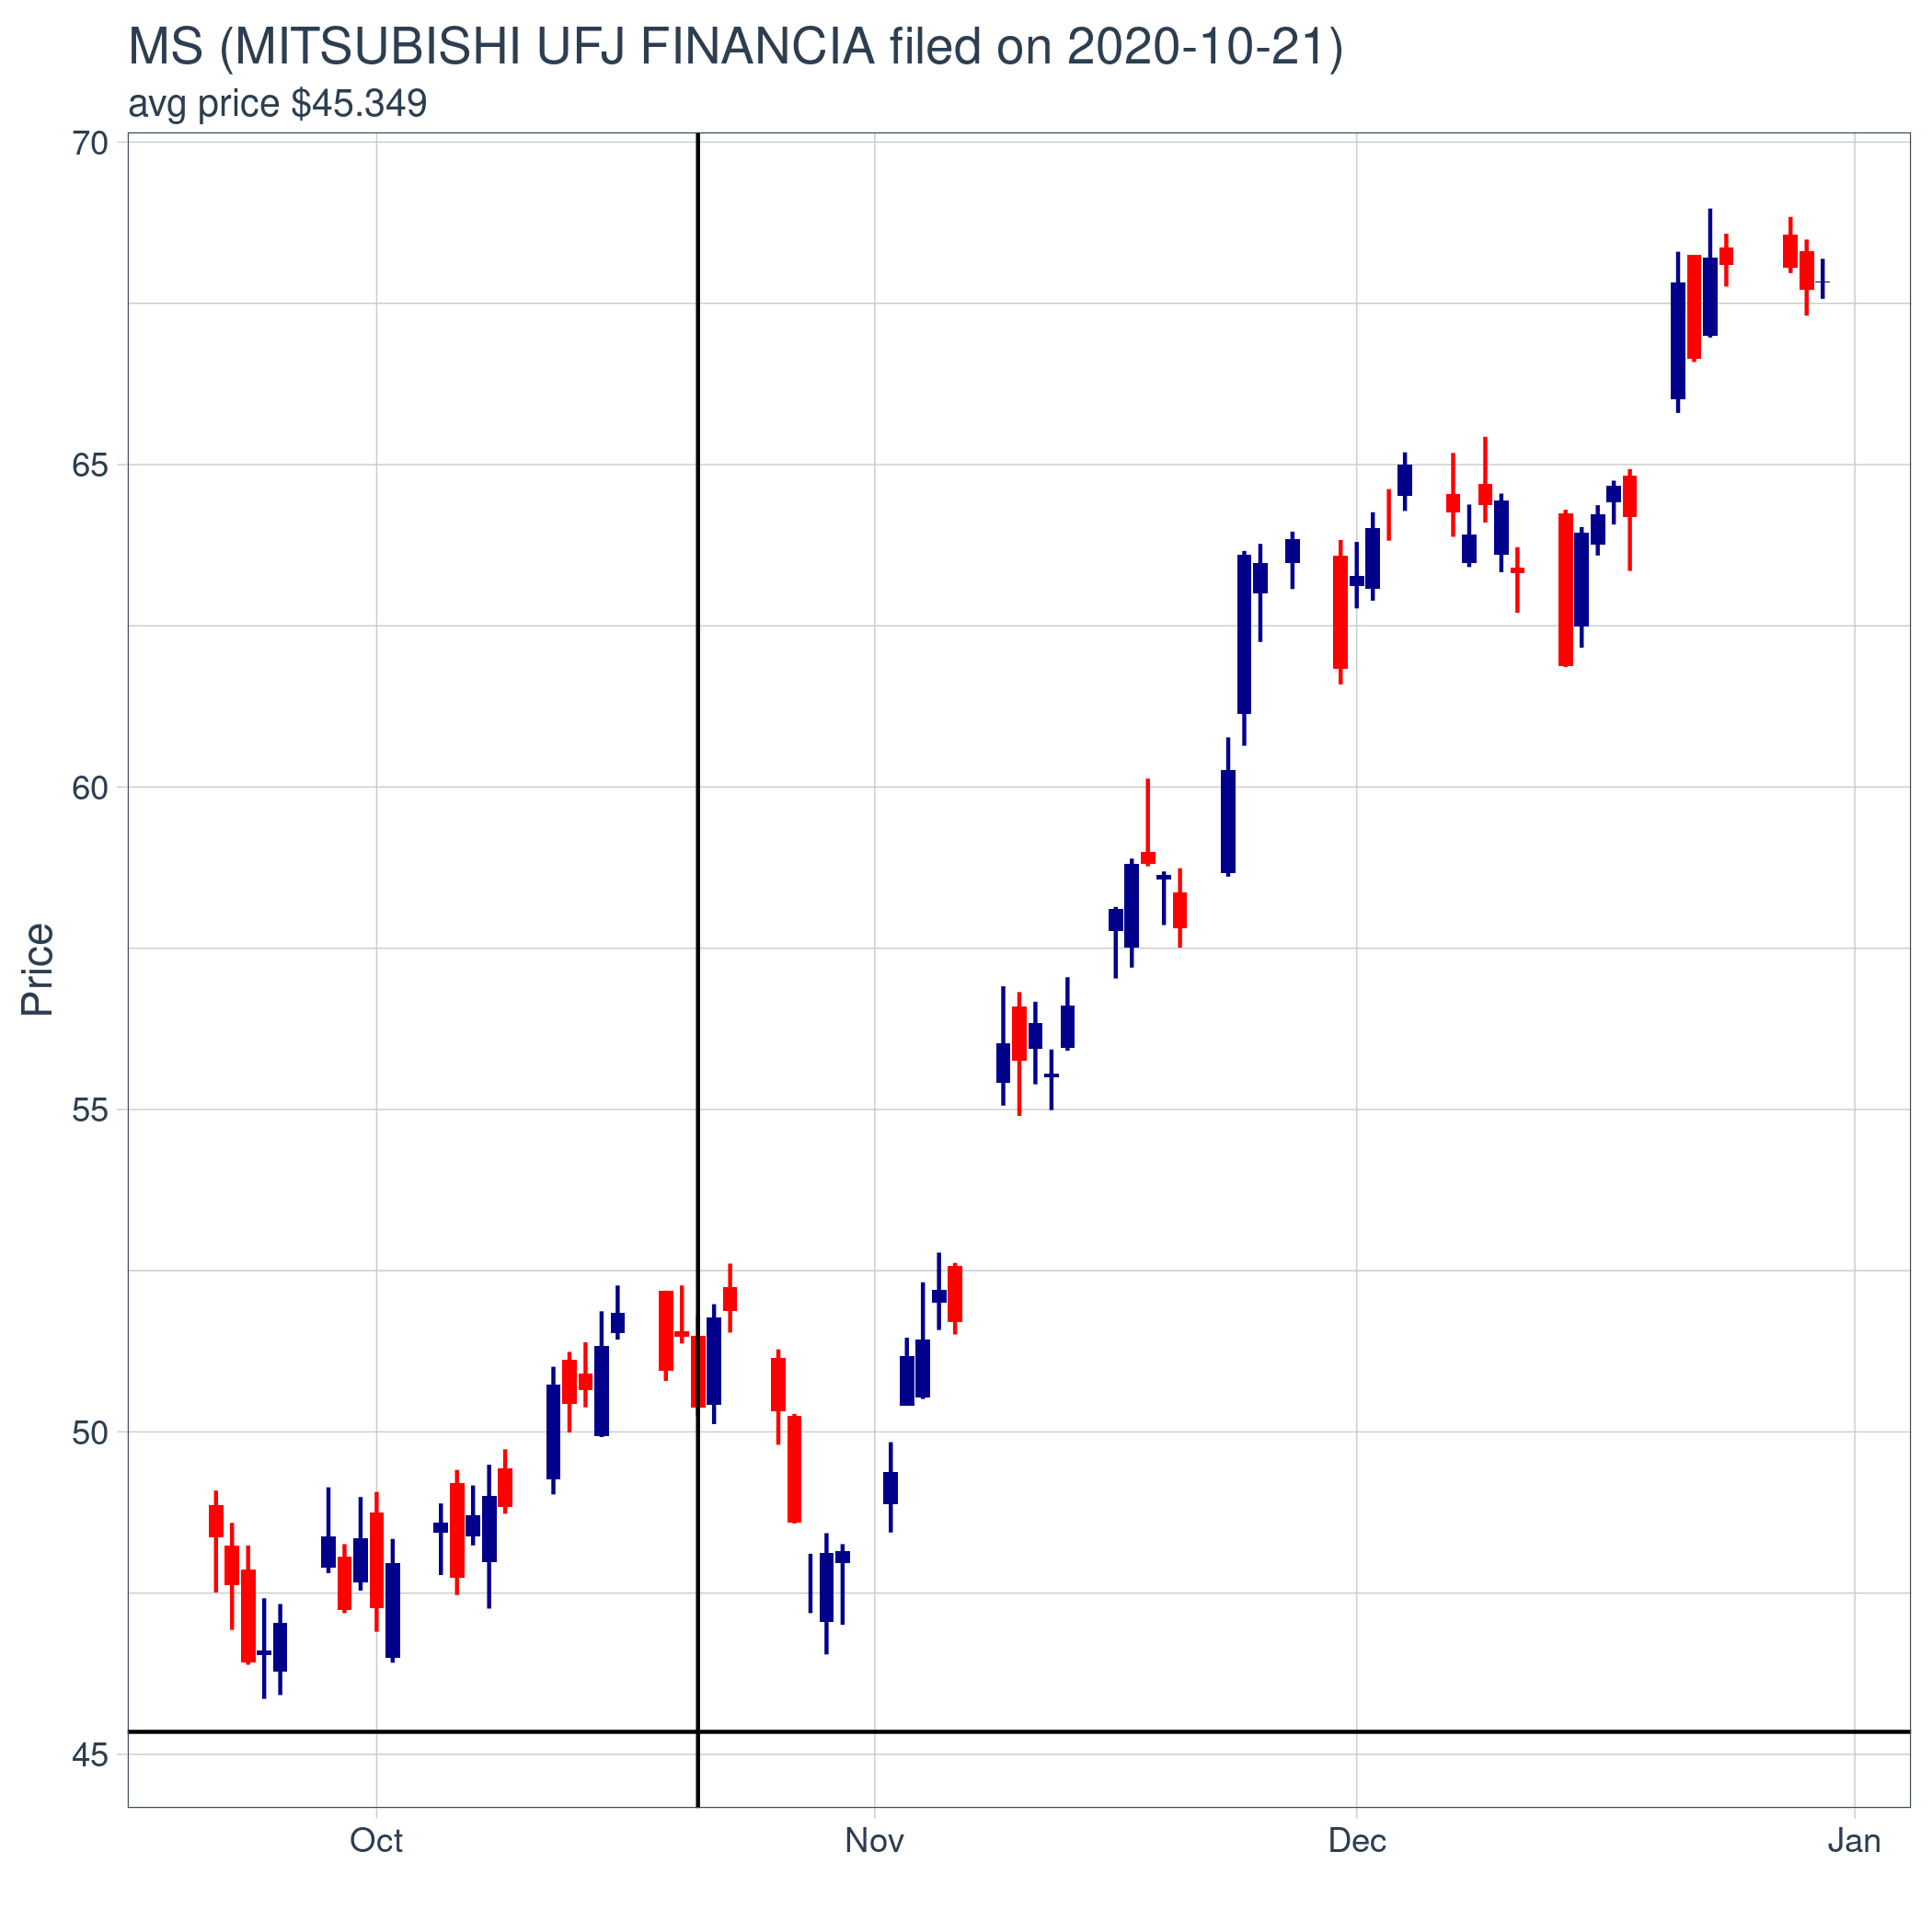 MS (MITSUBISHI UFJ FINANCIA filed on 2020-10-21)
avg price $45.349
70
65
60
55
50
45
Price
Oct Nov Dec Jan